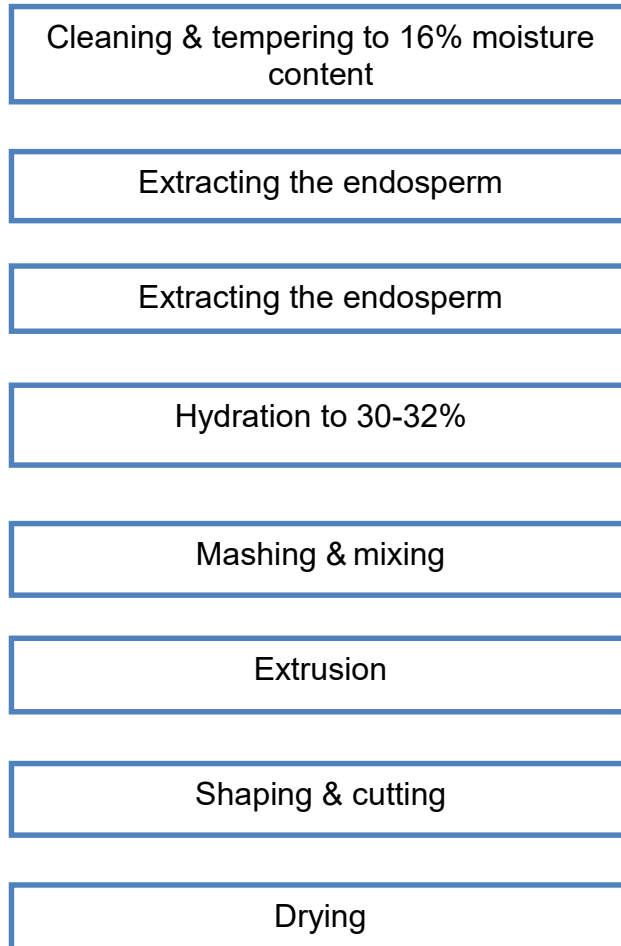 Cleaning & tempering to 16% moisture
content
Extracting the endosperm
Extracting the endosperm
Hydration to 30-32%
Mashing & mixing
Extrusion
Shaping & cutting
Drying